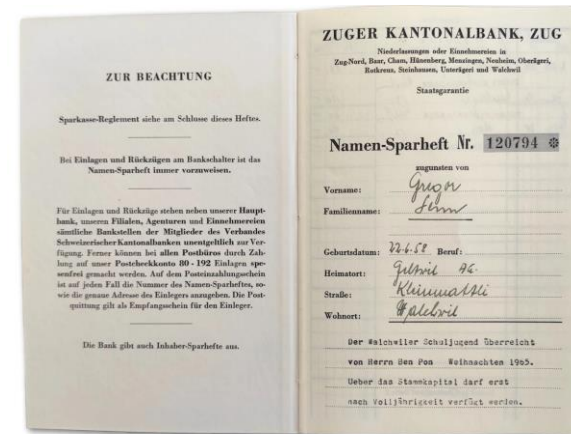 ZUR BEACHTUNG
Sparkasse-Reglement siehe am Schlusse dieses Heftes.
Bei Einlagen und Rückzügen am Bankschalter ist das
Namen-Sparheft immer vorzuweisen.
Für Einlagen und Rückzüge stehen neben unserer Haupt-
bank, unseren Filialen, Agenturen und Einnehmereien
sämtliche Bankstellen der Mitglieder des Verbandes
Schweizerischer Kantonalbanken unentgeltlich zur Ver-
fügung. Ferner können bei allen Postbüros durch Zah-
lung auf unser Postcheckkonto 80 - 192 Einlagen spe-
senfrei gemacht werden. Auf dem Posteinzahlungsschein
ist auf jeden Fall die Nummer des Namen-Sparheftes, so-
wie die genaue Adresse des Einlegers anzugeben. Die Post-
quittung gilt als Empfangsschein für den Einleger.
Die Bank gibt auch Inhaber-Sparhefte aus.
ZUGER KANTONALBANK, ZUG
Niederlassungen oder Einnehmereien in
Zug-Nord, Baar, Cham, Hünenberg, Menzingen, Neuheim, Oberägeri,
Rotkreuz, Steinhausen, Unterägeri und Walchwil
Staatsgarantie
Namen-Sparheft Nr. 120794
zugunsten von
Vorname: Gregor
Familienname: Senn
Geburtsdatum: 22.6.58 Beruf:
Heimatort: AG.
Straße:
Wohnort: Walchwil
Der Walchwiler Schuljugend überreicht
von Herrn Ben Pon Weihnachten 1965.
Ueber das Stammkapital darf erst
nach Volljährigkeit verfügt werden.